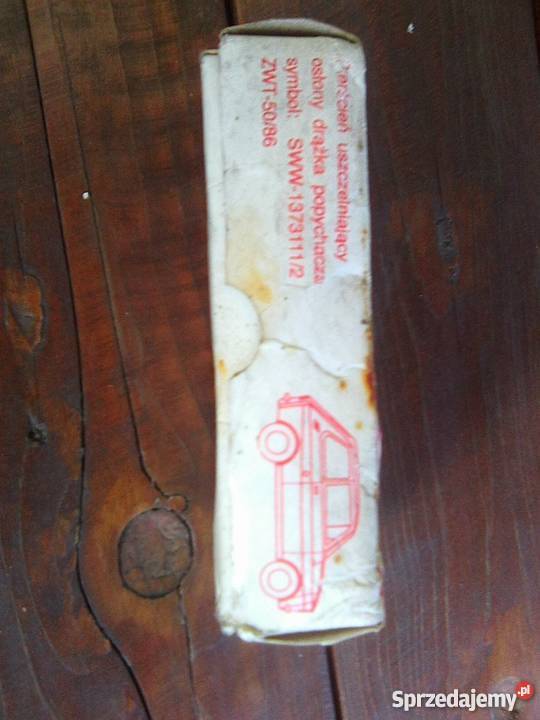 Pierścień uszczelniający
osłony drążka popychacza
symbol: SWW-1373111/2
ZWT-50/86
Sprzedajemy.pl